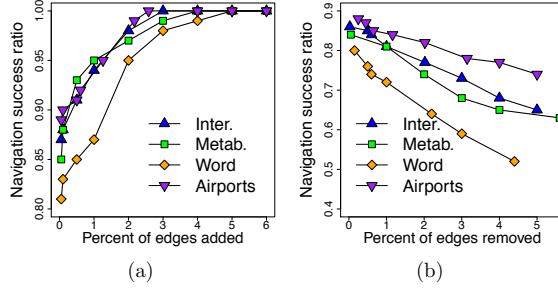 Navigation success ratio
1.00
0.95
0.90
0.85
0.80
Inter.
Metab.
Word
Airports
0 1 2 3 4 5 6
Percent of edges added
(a)
Navigation success ratio
0.9
0.8
0.7
0.6
0.5
0.4
Inter.
Metab.
Word
Airports
0 1 2 3 4 5
Percent of edges removed
(b)